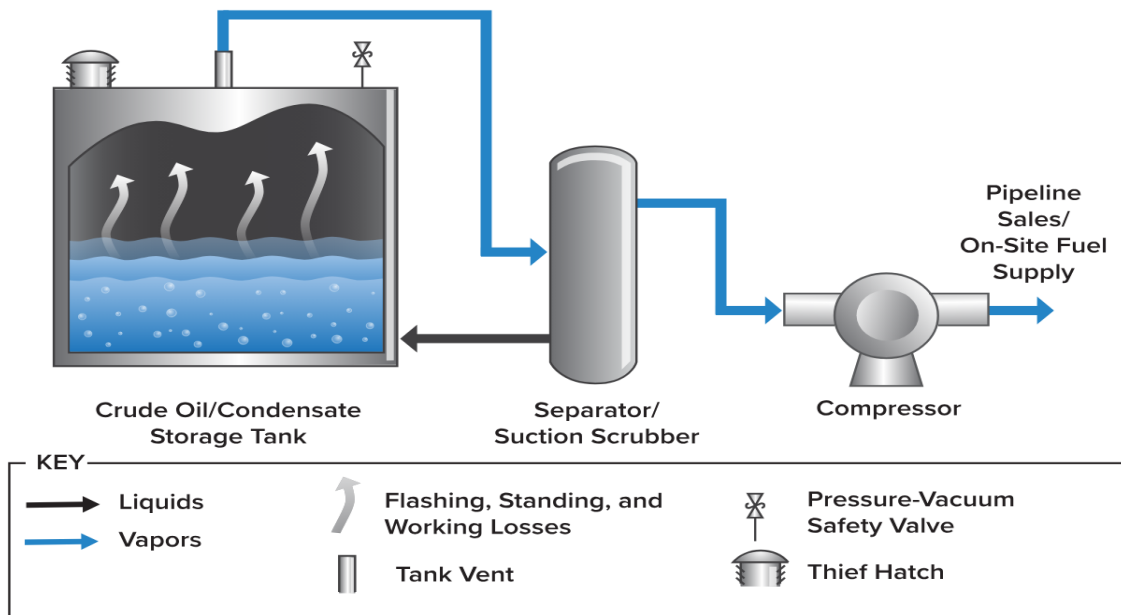 Pipeline
Sales/
On-Site Fuel
Supply
Crude Oil/Condensate
Storage Tank
Separator/
Suction Scrubber
Compressor
KEY
Liquids
Vapors
Flashing, Standing, and
Working Losses
Tank Vent
Pressure-Vacuum
Safety Valve
Thief Hatch